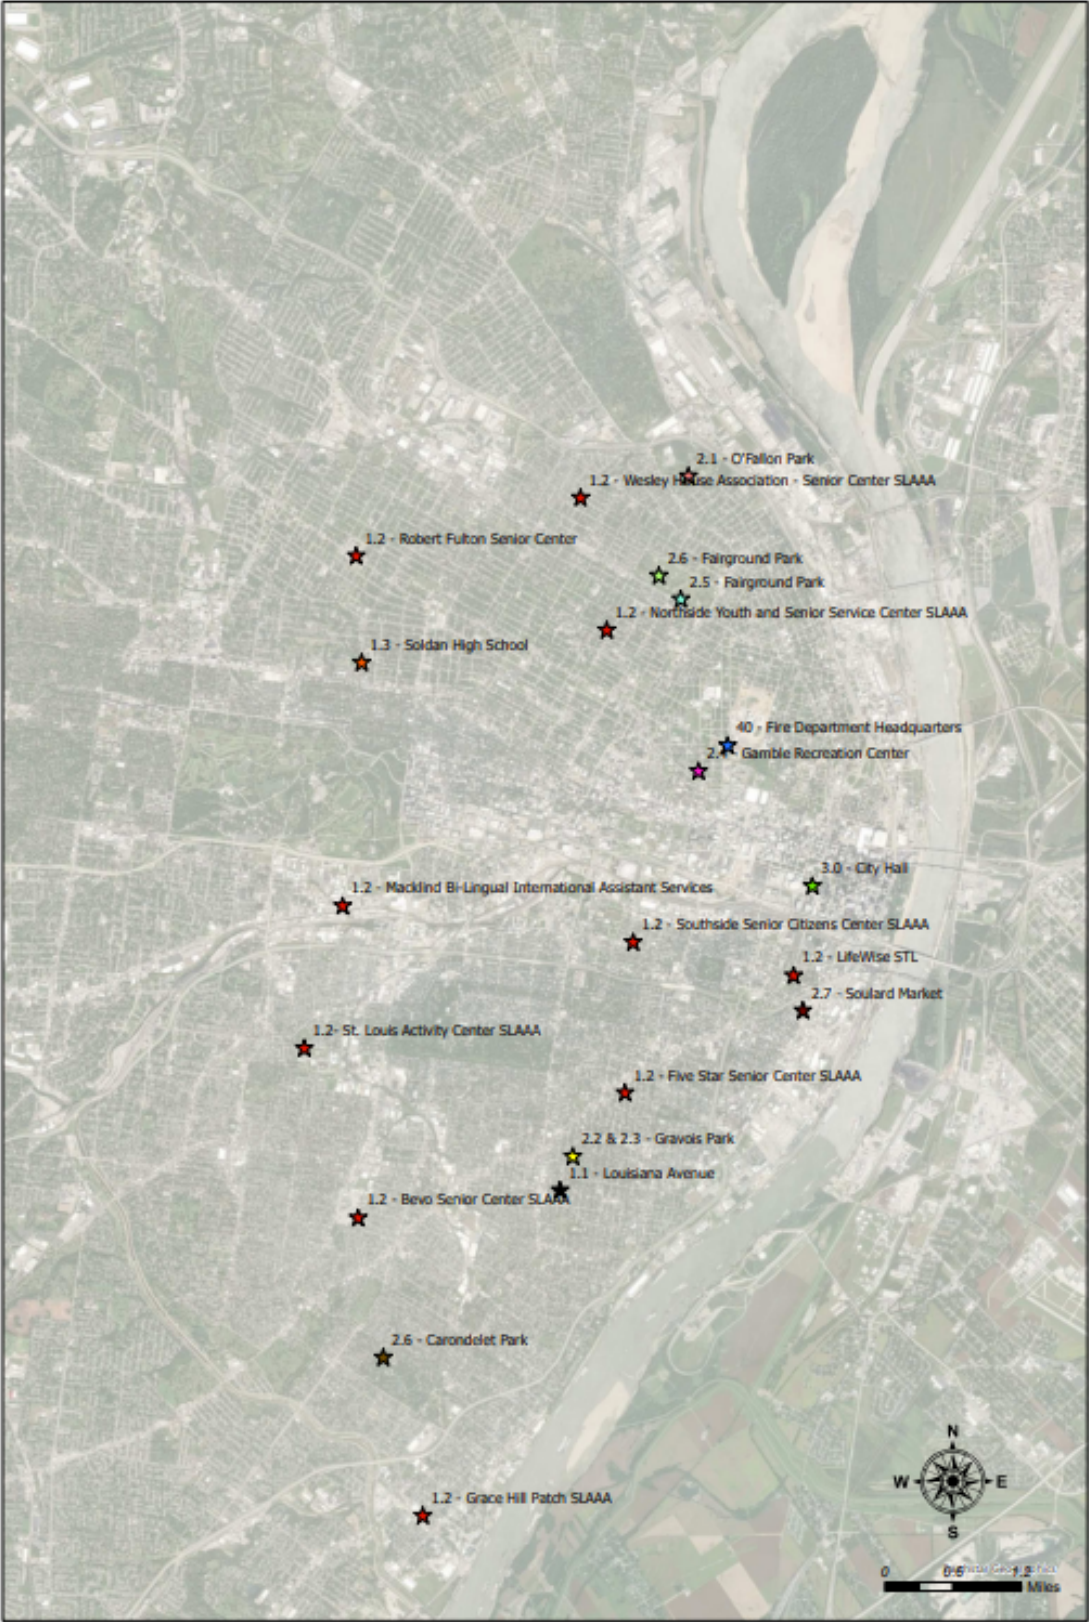 2.1 - O'Fallon Park
1.2 - Wesley House Association - Senior Center SLAAA
1.2 - Robert Fulton Senior Center
2.6 - Fairground Park
2.5 - Fairground Park
1.2 - Northside Youth and Senior Service Center SLAAA
1.3 - Soldan High School
40 - Fire Department Headquarters
Gamble Recreation Center
3.0 - City Hall
1.2 - Macklind Bi-Lingual International Assistant Services
1.2 - Southside Senior Citizens Center SLAAA
1.2 - LifeWise STL
2.7 - Soulard Market
1.2- St. Louis Activity Center SLAAA
1.2 - Five Star Senior Center SLAAA
2.2 & 2.3 - Gravois Park
1.1 - Louisiana Avenue
1.2 - Bevo Senior Center SLAAA
2.6 - Carondelet Park
N
W E
S
1.2 - Grace Hill Patch SLAAA
0 0.6 1.2
Miles